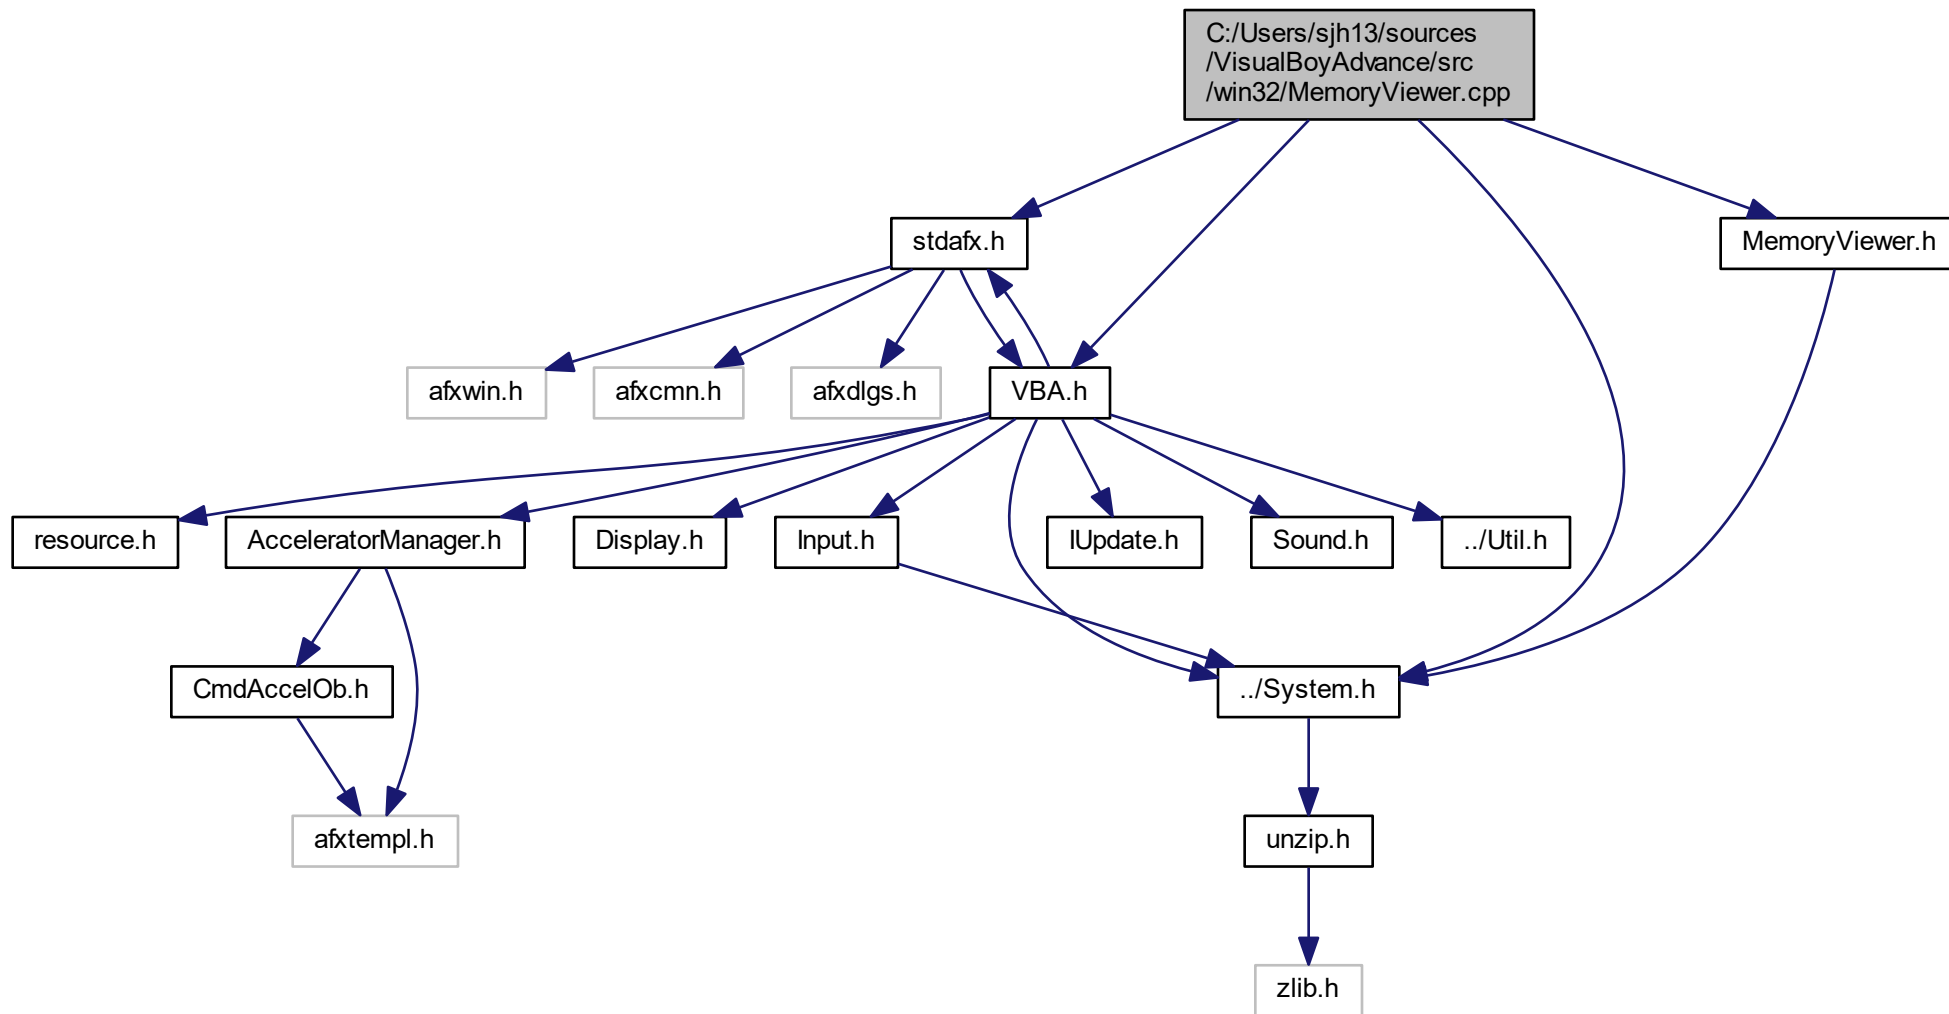 C:/Users/sjh13/sources
/VisualBoyAdvance/src
/win32/MemoryViewer.cpp
stdafx.h
MemoryViewer.h
afxwin.h
afxcmn.h
afxdlgs.h
VBA.h
resource.h
AcceleratorManager.h
Display.h
Input.h
IUpdate.h
Sound.h
../Util.h
CmdAccelOb.h
../System.h
afxtempl.h
unzip.h
zlib.h